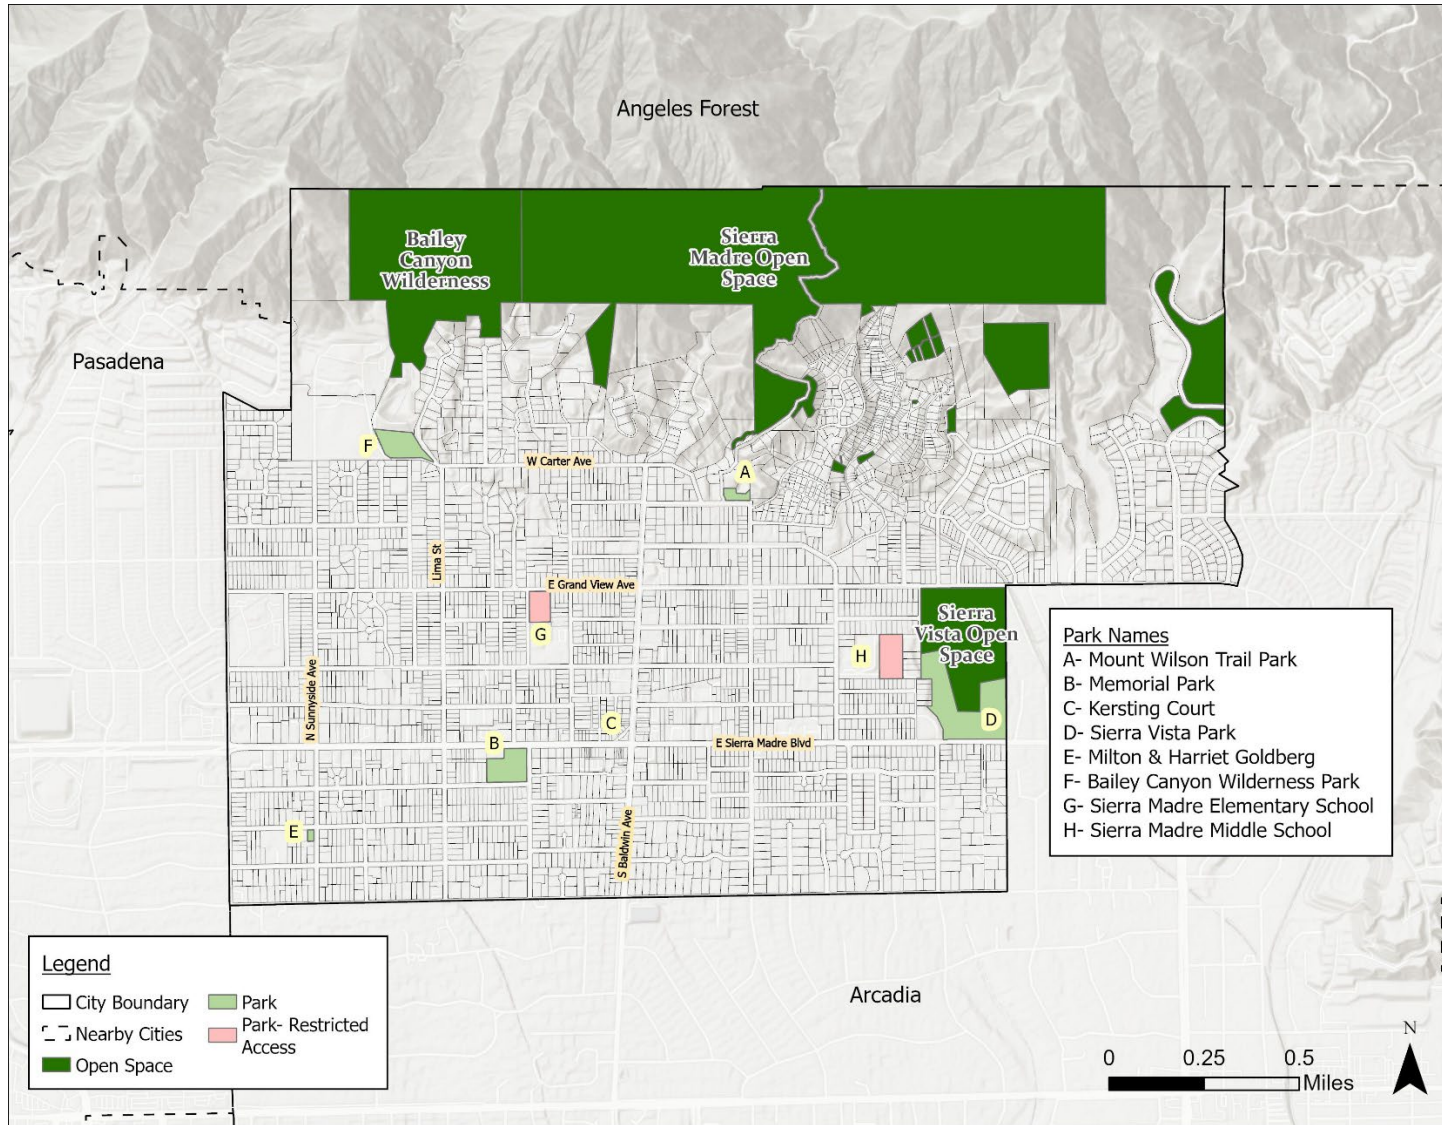 Angeles Forest
Bailey
Canyon
Wilderness
Sierra
Madre Open
Space
Pasadena
F
W Carter Ave
A
Lima St
E Grand View Ave
G
Sierra
Vista Open
Space
H
N Sunnyside Ave
C
D
B
E Sierra Madre Blvd
E
S Baldwin Ave
Park Names
A- Mount Wilson Trail Park
B- Memorial Park
C- Kersting Court
D- Sierra Vista Park
E- Milton & Harriet Goldberg
F- Bailey Canyon Wilderness Park
G- Sierra Madre Elementary School
H- Sierra Madre Middle School
Legend
City Boundary
Nearby Cities
Open Space
Park
Park- Restricted
Access
Arcadia
N
0 0.25 0.5
Miles